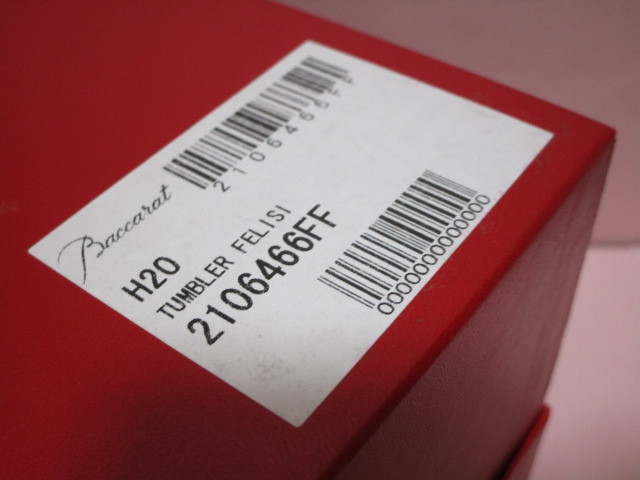 Baccarat
2106466FF
H20
TUMBLER FELISI
2106466FF
0000000000000